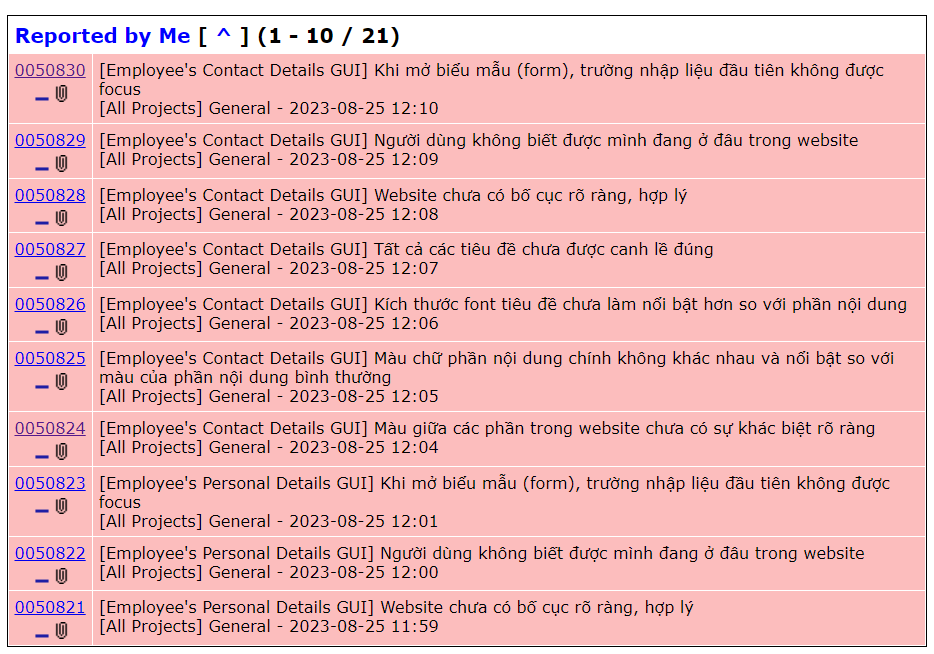 Reported by Me [ ^ ] (1 - 10 / 21)
0050830 [Employee's Contact Details GUI] Khi mở biểu mẫu (form), trường nhập liệu đầu tiên không được
focus
[All Projects] General - 2023-08-25 12:10
0050829 [Employee's Contact Details GUI] Người dùng không biết được mình đang ở đâu trong website
[All Projects] General - 2023-08-25 12:09
0050828 [Employee's Contact Details GUI] Website chưa có bố cục rõ ràng, hợp lý
[All Projects] General - 2023-08-25 12:08
0050827 [Employee's Contact Details GUI] Tất cả các tiêu đề chưa được canh lề đúng
[All Projects] General - 2023-08-25 12:07
0050826 [Employee's Contact Details GUI] Kích thước font tiêu đề chưa làm nổi bật hơn so với phần nội dung
[All Projects] General - 2023-08-25 12:06
0050825 [Employee's Contact Details GUI] Màu chữ phần nội dung chính không khác nhau và nổi bật so với
màu của phần nội dung bình thường
[All Projects] General - 2023-08-25 12:05
0050824 [Employee's Contact Details GUI] Màu giữa các phần trong website chưa có sự khác biệt rõ ràng
[All Projects] General - 2023-08-25 12:04
0050823 [Employee's Personal Details GUI] Khi mở biểu mẫu (form), trường nhập liệu đầu tiên không được
focus
[All Projects] General - 2023-08-25 12:01
0050822 [Employee's Personal Details GUI] Người dùng không biết được mình đang ở đâu trong website
[All Projects] General - 2023-08-25 12:00
0050821 [Employee's Personal Details GUI] Website chưa có bố cục rõ ràng, hợp lý
[All Projects] General - 2023-08-25 11:59